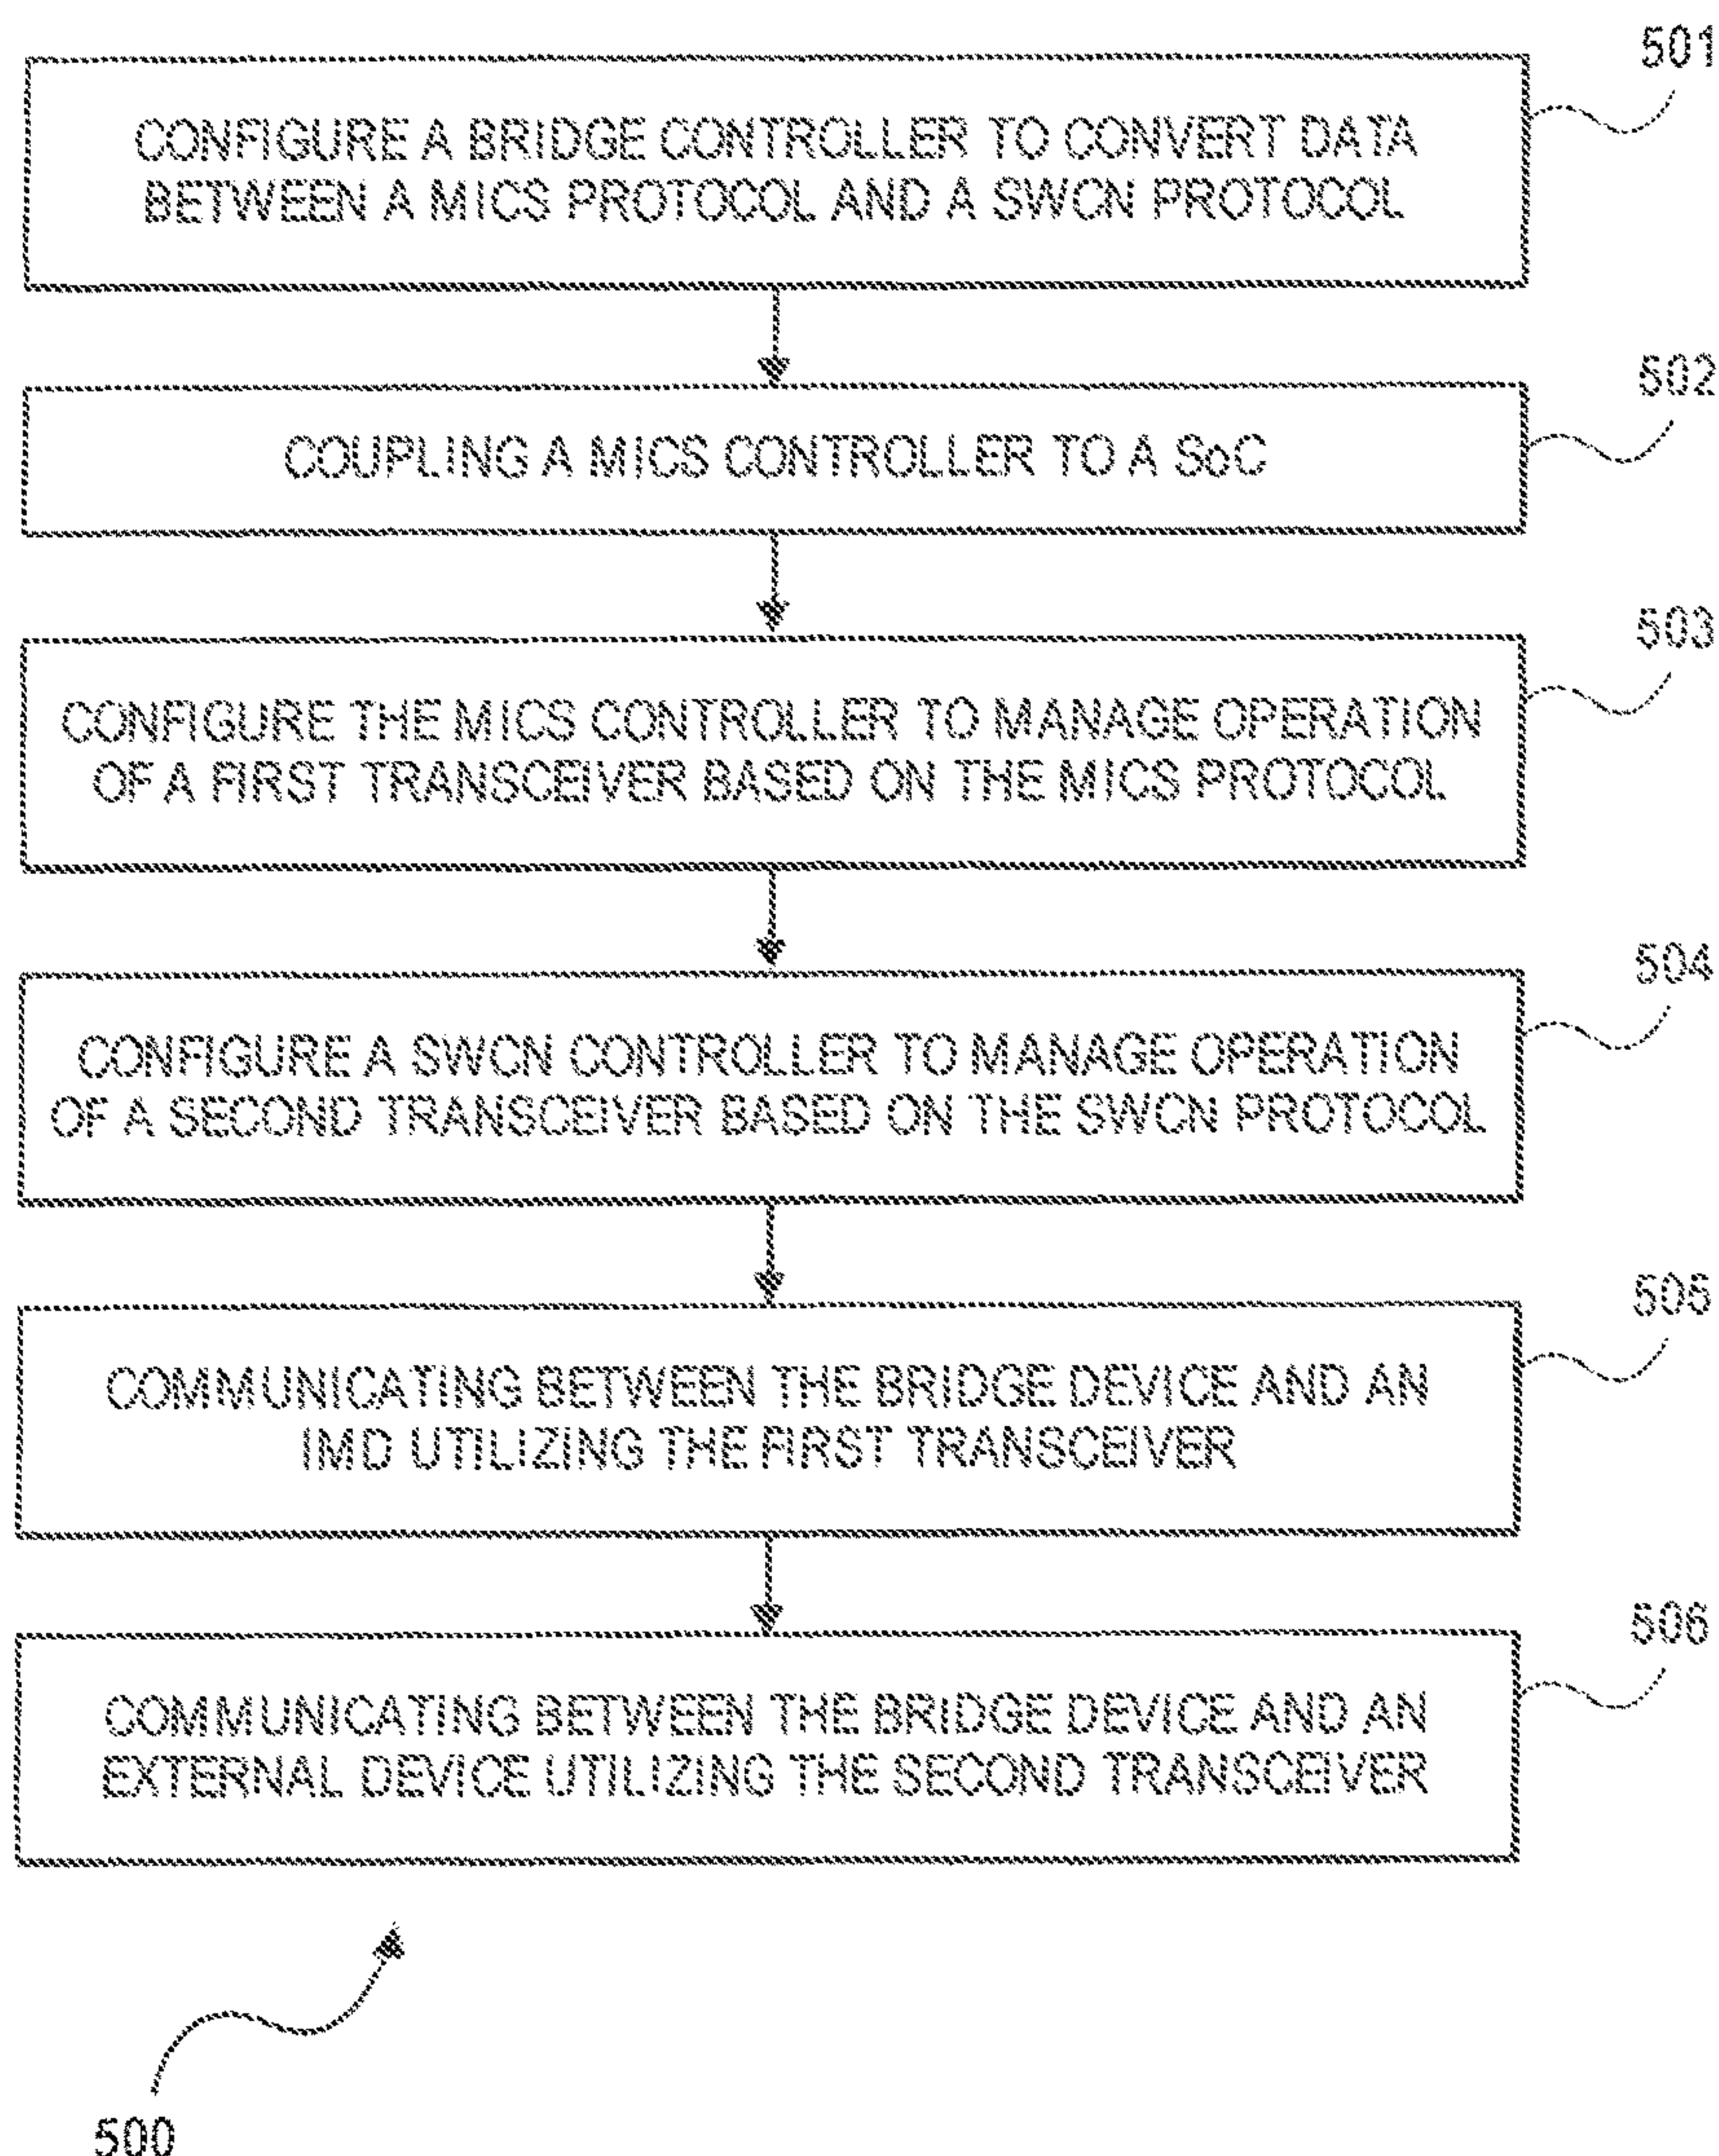 501
CONFIGURE A BRIDGE CONTROLLER TO CONVERT DATA
BETWEEN A MICS PROTOCOL AND A SWCN PROTOCOL
502
COUPLING A MICS CONTROLLER TO A SoC
503
CONFIGURE THE MICS CONTROLLER TO MANAGE OPERATION
OF A FIRST TRANSCEIVER BASED ON THE MICS PROTOCOL
504
CONFIGURE A SWCN CONTROLLER TO MANAGE OPERATION
OF A SECOND TRANSCEIVER BASED ON THE SWCN PROTOCOL
505
COMMUNICATING BETWEEN THE BRIDGE DEVICE AND AN
IMD UTILIZING THE FIRST TRANSCEIVER
506
COMMUNICATING BETWEEN THE BRIDGE DEVICE AND AN
EXTERNAL DEVICE UTILIZING THE SECOND TRANSCEIVER
500